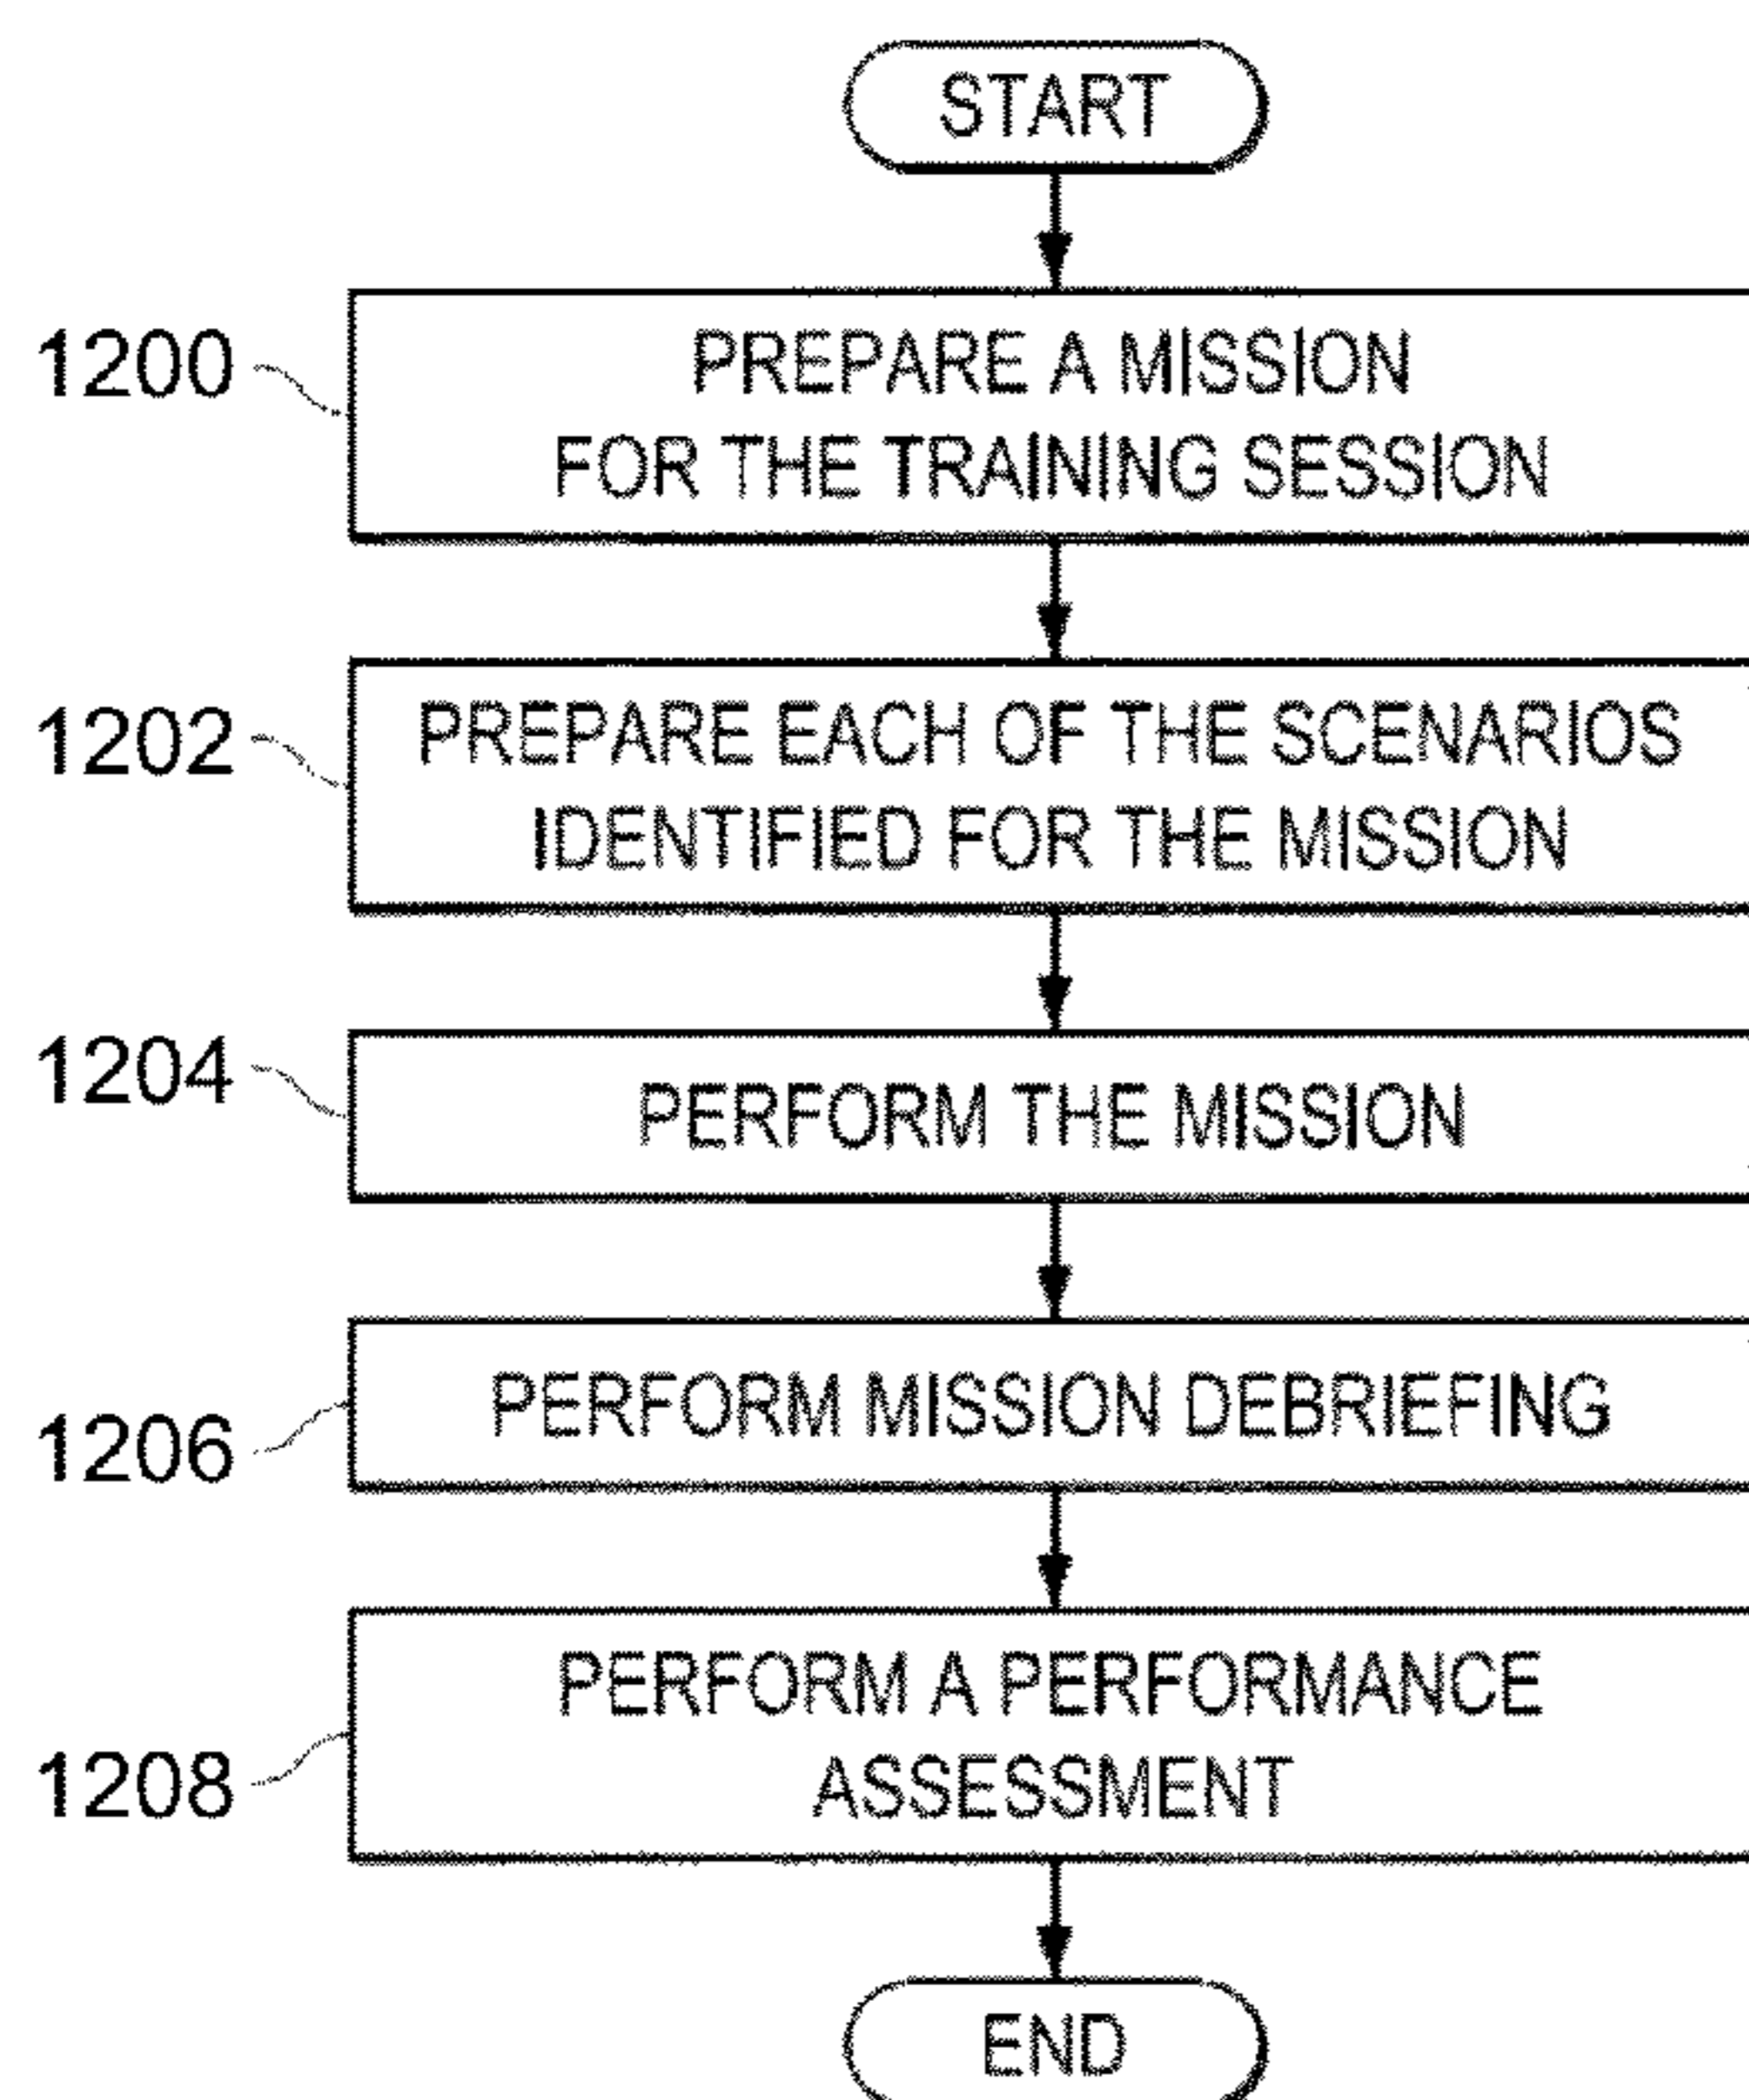 START
1200
PREPARE A MISSION
FOR THE TRAINING SESSION
1202
PREPARE EACH OF THE SCENARIOS
IDENTIFIED FOR THE MISSION
1204
PERFORM THE MISSION
1206
PERFORM MISSION DEBRIEFING
1208
PERFORM A PERFORMANCE
ASSESSMENT
END